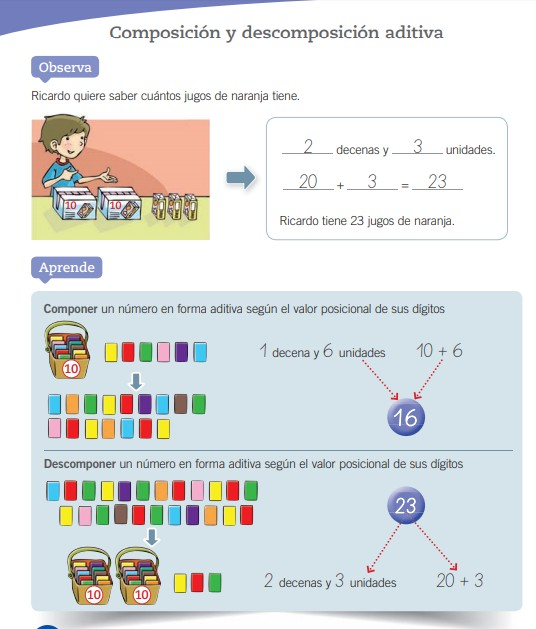 Composición y descomposición aditiva
Observa
Ricardo quiere saber cuántos jugos de naranja tiene.
10 10
2 decenas y 3 unidades.
20 + 3 = 23
Ricardo tiene 23 jugos de naranja.
Aprende
Componer un número en forma aditiva según el valor posicional de sus dígitos
10
1 decena y 6 unidades 10 + 6
16
Descomponer un número en forma aditiva según el valor posicional de sus dígitos
23
10 10
2 decenas y 3 unidades 20 + 3